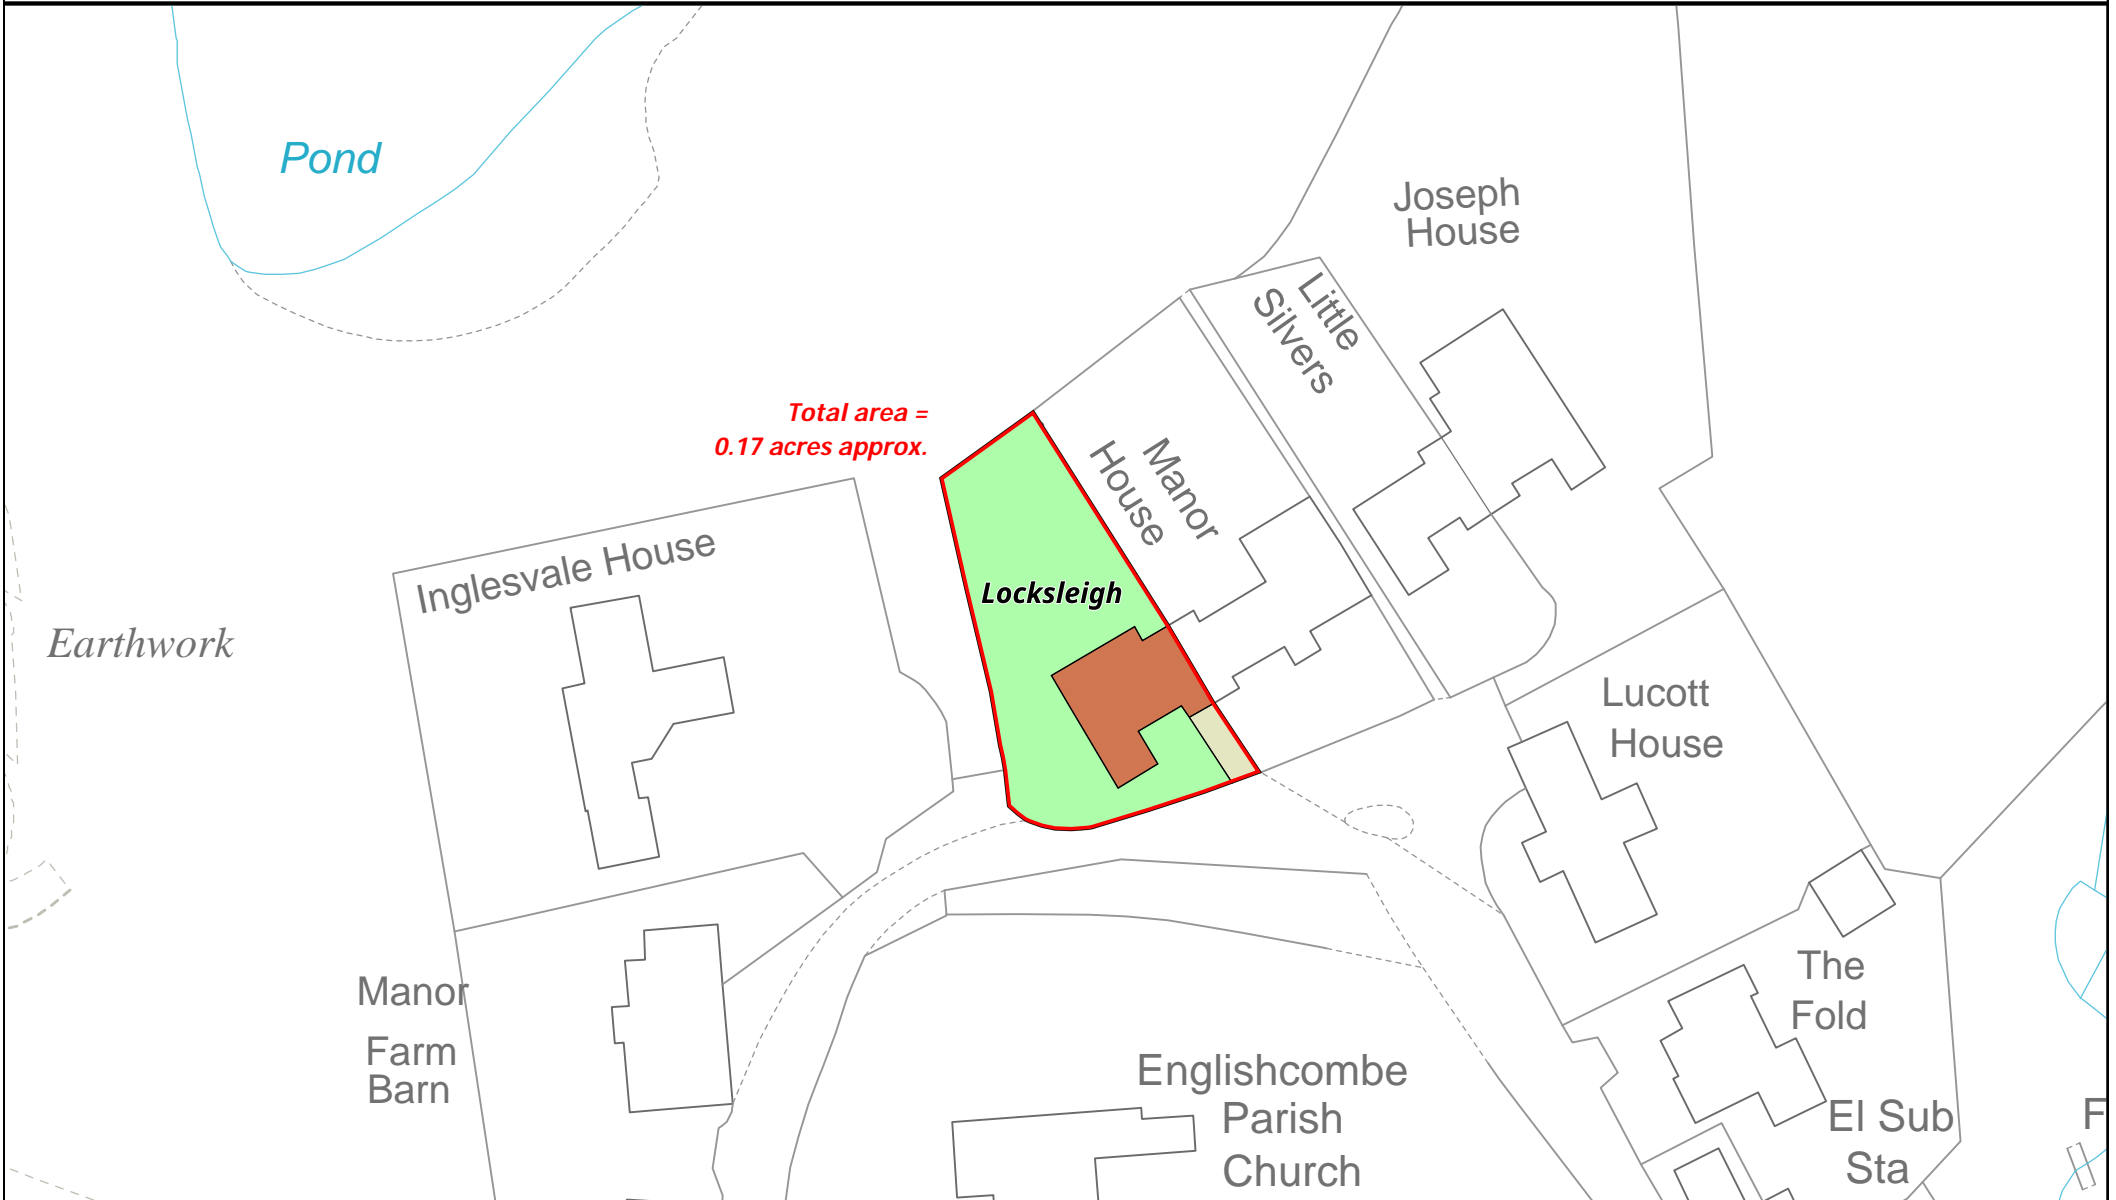 Pond
Joseph
House
Little
Silvers
Total area =
0.17 acres approx.
Manor
House
Inglesvale House
Locksleigh
Earthwork
Lucott
House
Manor
Farm
Barn
The
Fold
Englishcombe
Parish
Church
El Sub
Sta
F